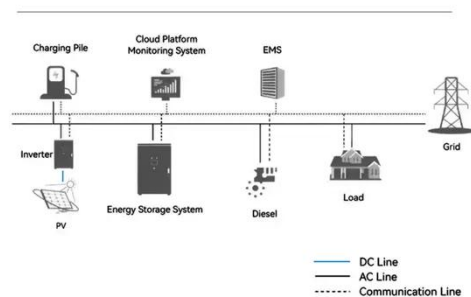 Charging Pile
Cloud Platform
Monitoring System
EMS
Grid
Inverter
PV
Energy Storage System
Diesel
Load
DC Line
AC Line
Communication Line